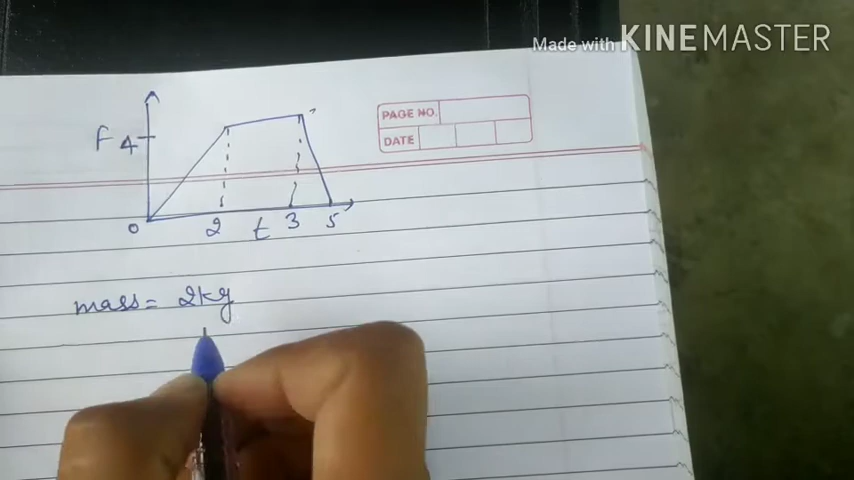 Made with KINEMASTER
PAGE NO.
DATE
F 4
0 2 t 3 5
mass = 2kg